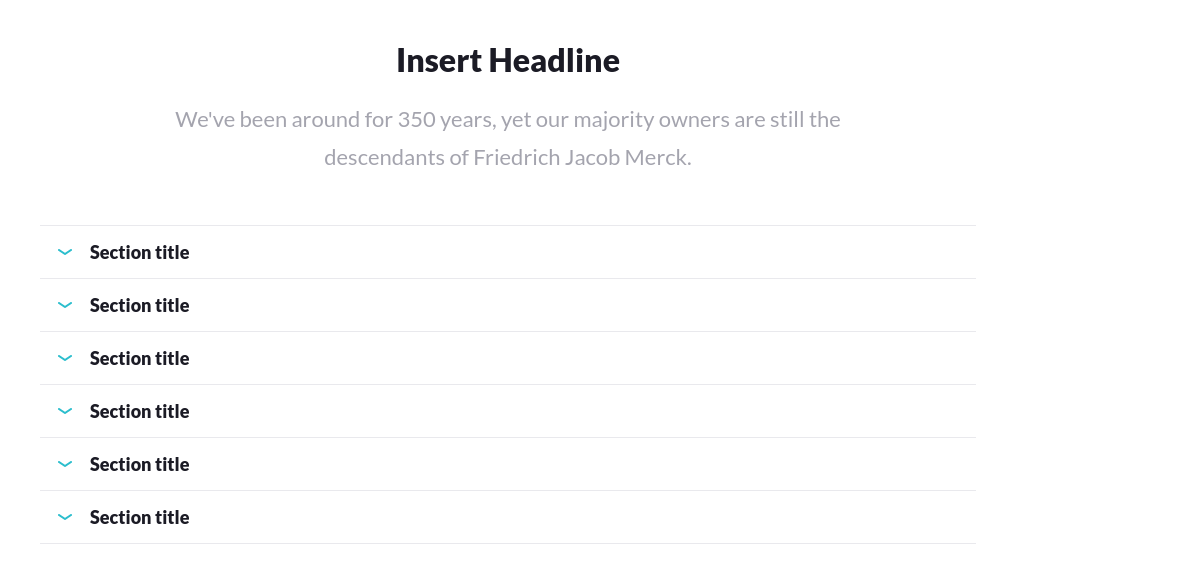 Insert Headline
We've been around for 350 years, yet our majority owners are still the
descendants of Friedrich Jacob Merck.
Section title
Section title
Section title
Section title
Section title
Section title